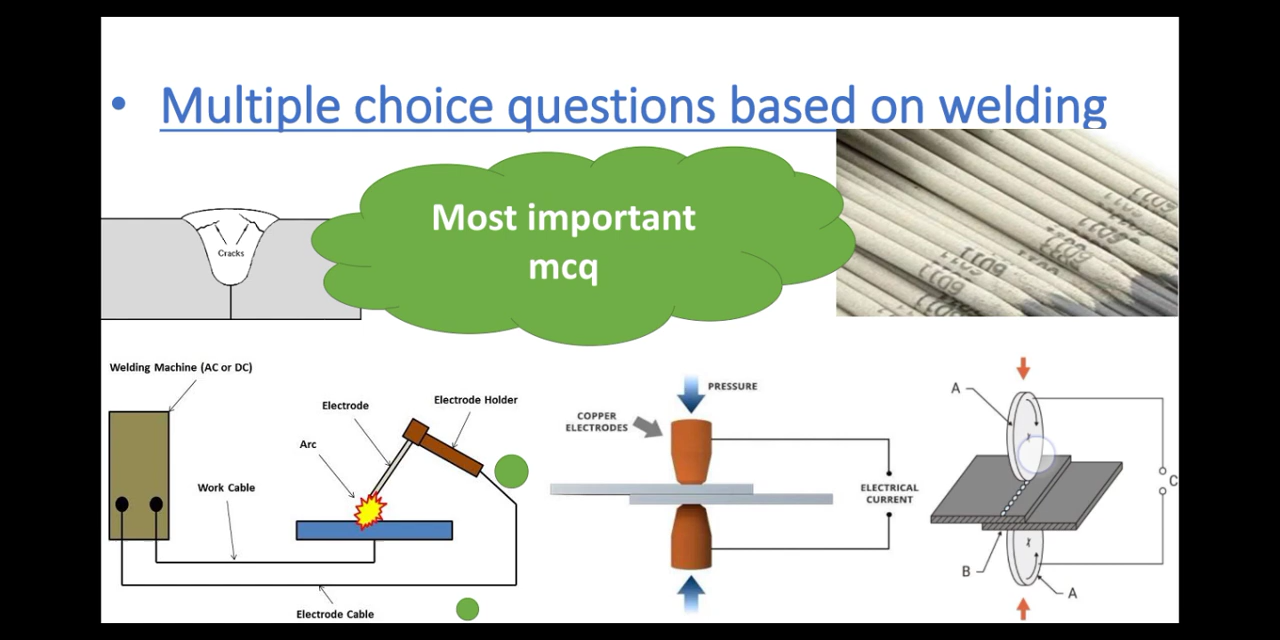 • Multiple choice questions based on welding
Most important
mcq
Cracks
Welding Machine (AC or DC)
Electrode
Electrode Holder
Arc
Work Cable
Electrode Cable
PRESSURE
COPPER
ELECTRODES
ELECTRICAL
CURRENT
A
C
B
A